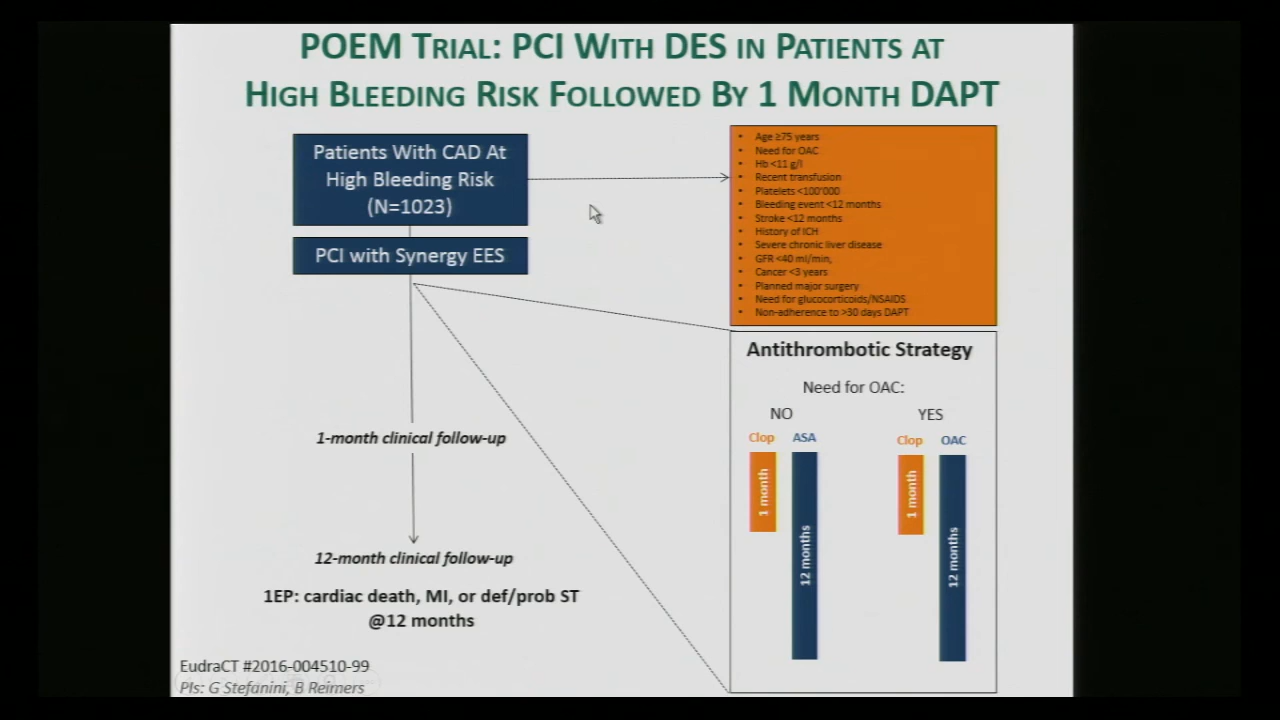 POEM TRIAL: PCI WITH DES IN PATIENTS AT
HIGH BLEEDING RISK FOLLOWED BY 1 MONTH DAPT
Patients With CAD At
High Bleeding Risk
(N=1023)
PCI with Synergy EES
• Age ≥75 years
• Need for OAC
• Hb <11 g/l
• Recent transfusion
• Platelets <100'000
• Bleeding event <12 months
• Stroke <12 months
• History of ICH
• Severe chronic liver disease
• GFR <40 ml/min,
• Cancer <3 years
• Planned major surgery
• Need for glucocorticoids/NSAIDS
• Non-adherence to >30 days DAPT
Antithrombotic Strategy
Need for OAC:
NO YES
Clop ASA Clop OAC
1 month 12 months 1 month 12 months
1-month clinical follow-up
12-month clinical follow-up
1EP: cardiac death, MI, or def/prob ST
@12 months
EudraCT #2016-004510-99
PIs: G Stefanini, B Reimers